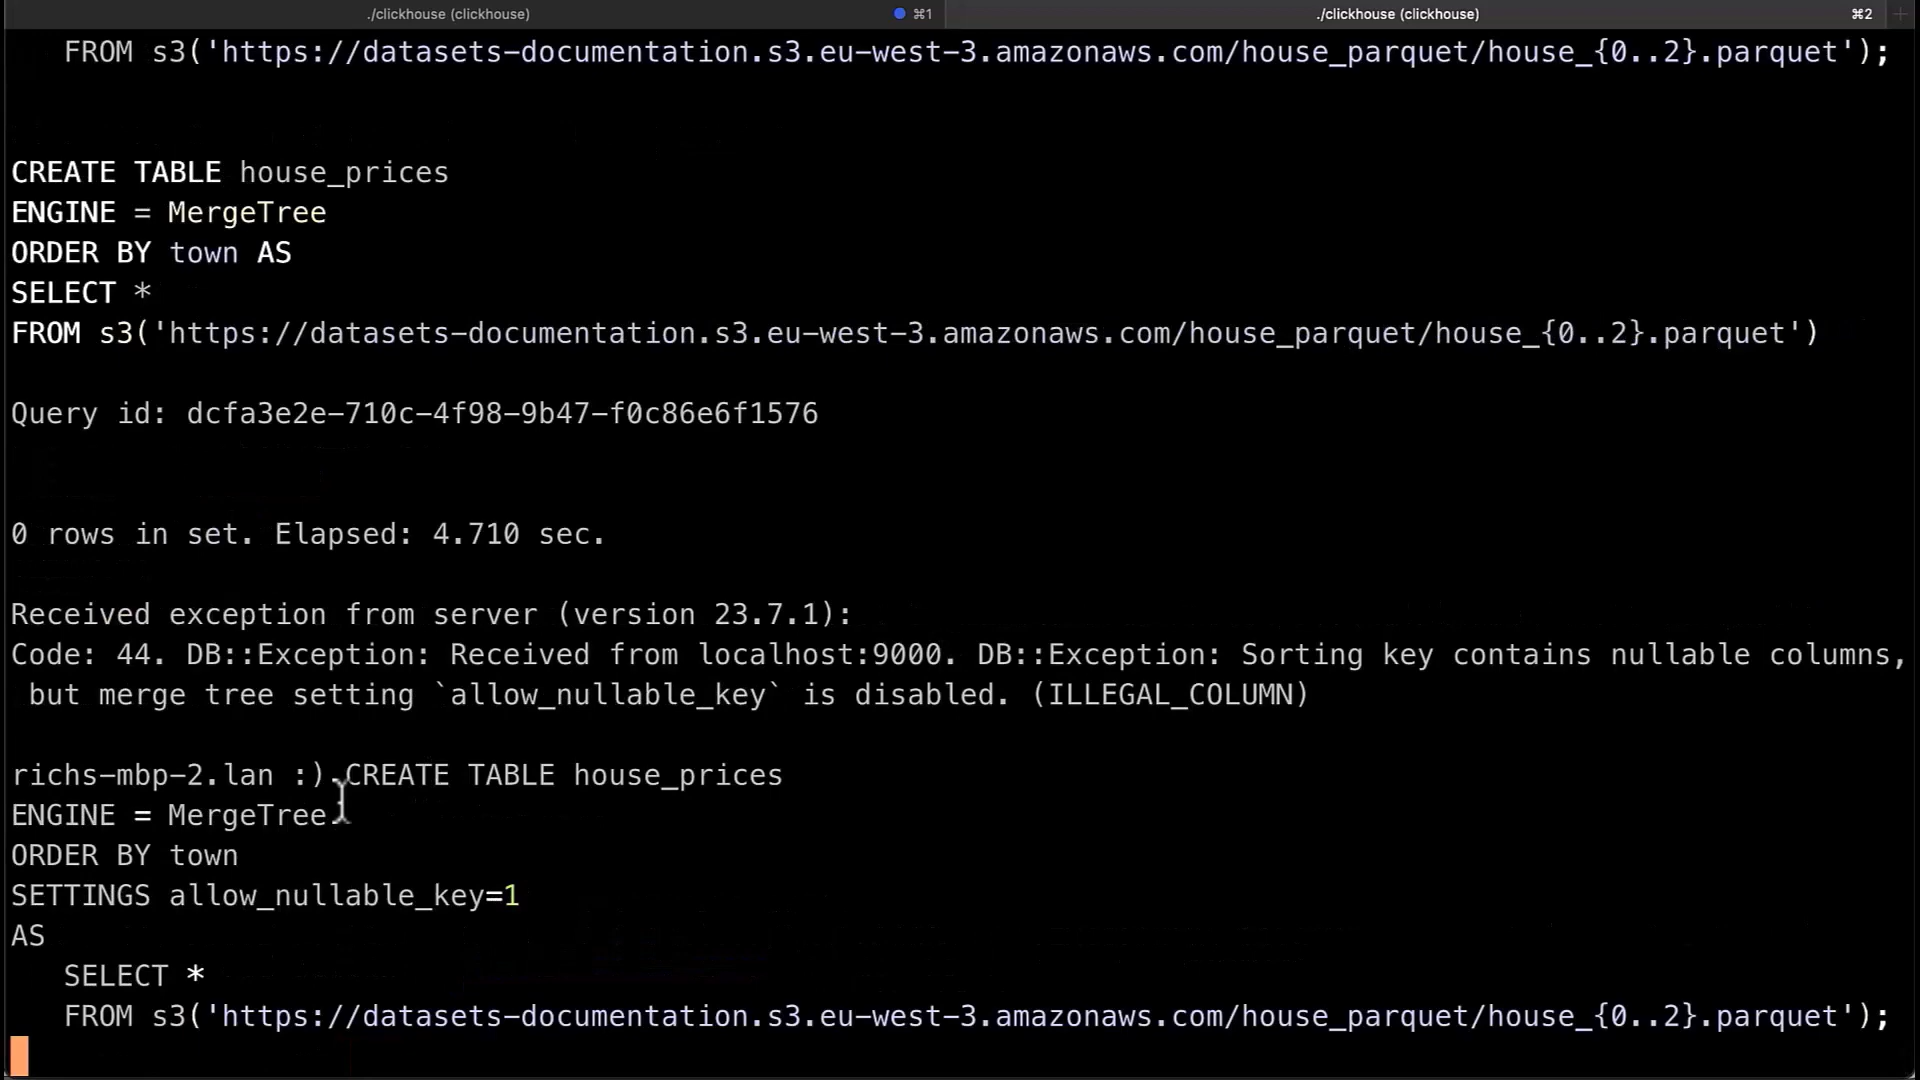 ./clickhouse (clickhouse)
⌘1
./clickhouse (clickhouse)
⌘2
FROM s3('https://datasets-documentation.s3.eu-west-3.amazonaws.com/house_parquet/house_{0..2}.parquet');
CREATE TABLE house_prices
ENGINE = MergeTree
ORDER BY town AS
SELECT *
FROM s3('https://datasets-documentation.s3.eu-west-3.amazonaws.com/house_parquet/house_{0..2}.parquet')
Query id: dcfa3e2e-710c-4f98-9b47-f0c86e6f1576
0 rows in set. Elapsed: 4.710 sec.
Received exception from server (version 23.7.1):
Code: 44. DB::Exception: Received from localhost:9000. DB::Exception: Sorting key contains nullable columns,
but merge tree setting `allow_nullable_key` is disabled. (ILLEGAL_COLUMN)
richs-mbp-2.lan :) CREATE TABLE house_prices
ENGINE = MergeTree
ORDER BY town
SETTINGS allow_nullable_key=1
AS
SELECT *
FROM s3('https://datasets-documentation.s3.eu-west-3.amazonaws.com/house_parquet/house_{0..2}.parquet');